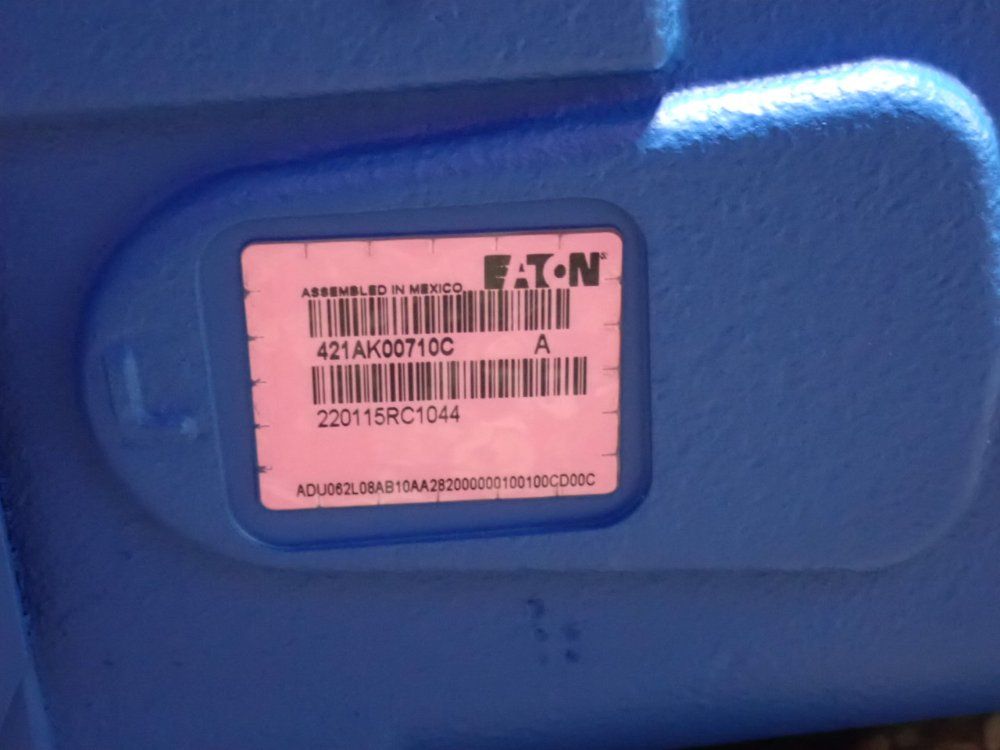 EATON
ASSEMBLED IN MEXICO
421AK00710C A
220115RC1044
ADU062L08AB10AA282000000100100CD00C